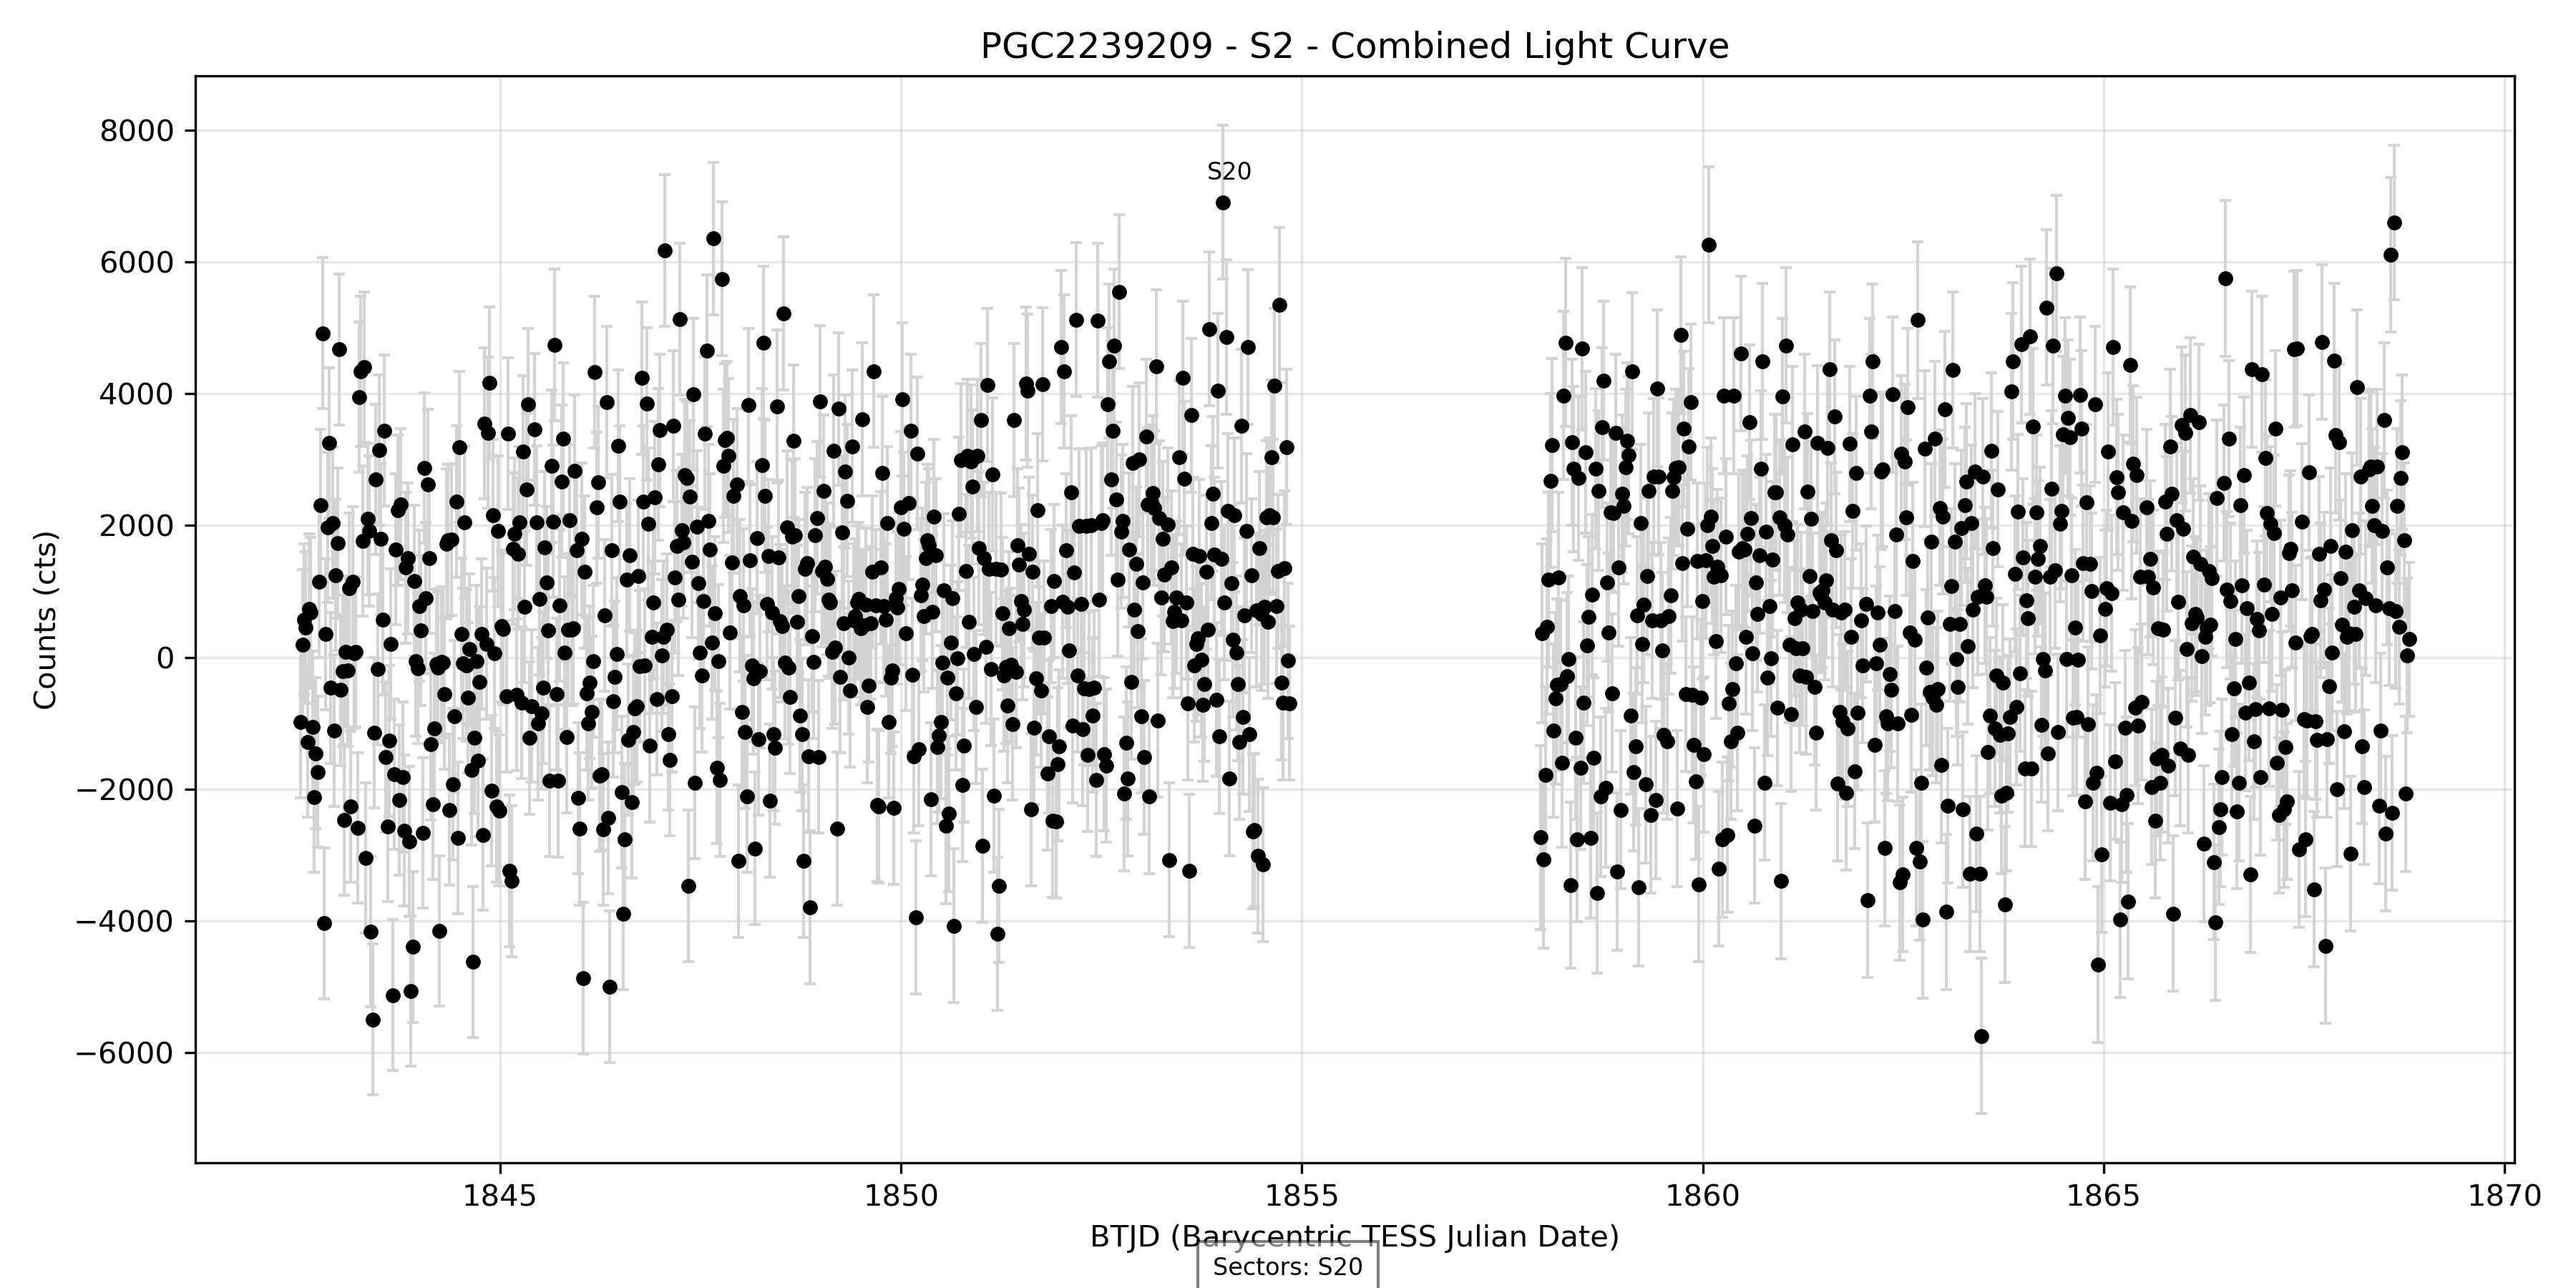 PGC2239209 - S2 - Combined Light Curve
8000
6000
4000
2000
0
−2000
−4000
−6000
Counts (cts)
S20
1845
1850
1855
1860
1865
1870
BTJD (Barycentric TESS Julian Date)
Sectors: S20